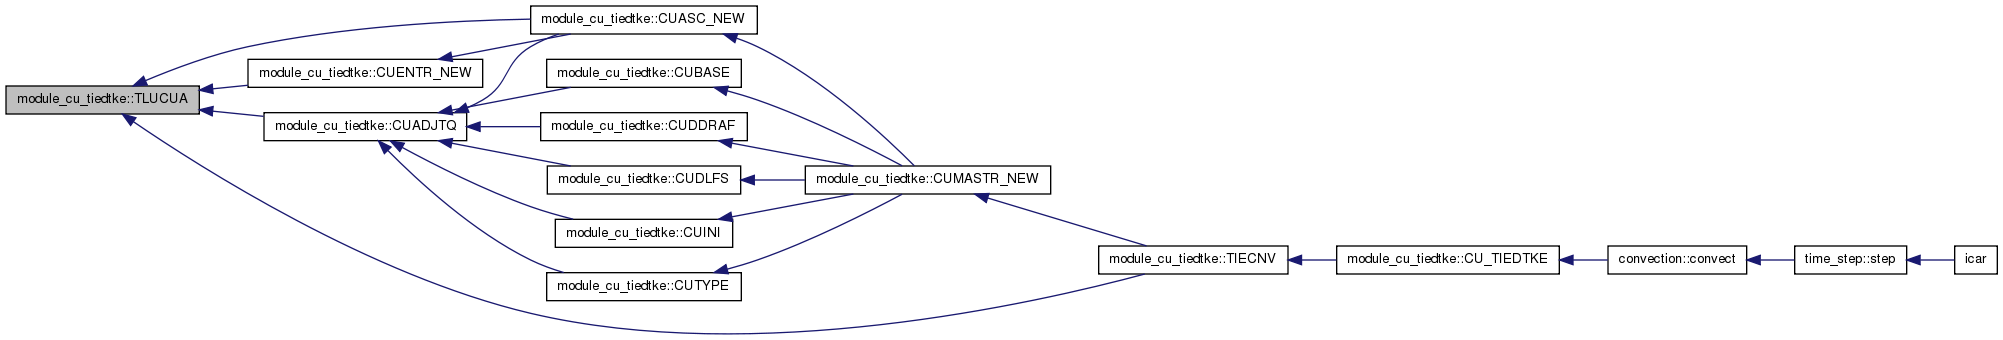 module_cu_tiedtke::TLUCUA
module_cu_tiedtke::CUASC_NEW
module_cu_tiedtke::CUENTR_NEW
module_cu_tiedtke::CUADJTQ
module_cu_tiedtke::CUBASE
module_cu_tiedtke::CUDDRAF
module_cu_tiedtke::CUDLFS
module_cu_tiedtke::CUINI
module_cu_tiedtke::CUTYPE
module_cu_tiedtke::CUMASTR_NEW
module_cu_tiedtke::TIECNV
module_cu_tiedtke::CU_TIEDTKE
convection::convect
time_step::step
icar